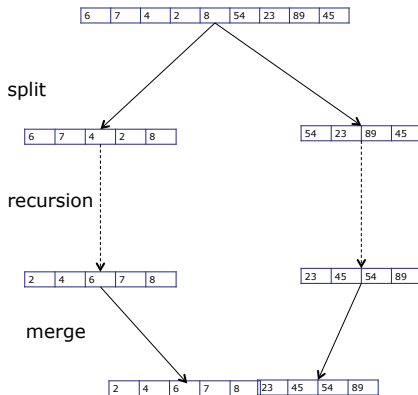 6 7 4 2 8 54 23 89 45
split
6 7 4 2 8
54 23 89 45
recursion
2 4 6 7 8
23 45 54 89
merge
2 4 6 7 8 23 45 54 89